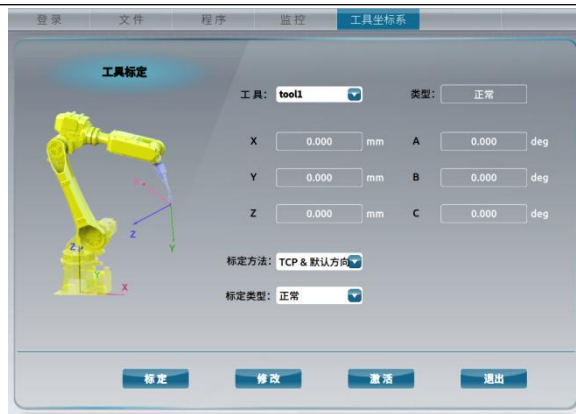 登录 文件 程序 监控 工具坐标系
工具标定
工具: tool1 类型: 正常
X 0.000 mm A 0.000 deg
Y 0.000 mm B 0.000 deg
Z 0.000 mm C 0.000 deg
标定方法: TCP & 默认方向
标定类型: 正常
X
Z
Y
Z
Y
X
标定 修改 激活 退出